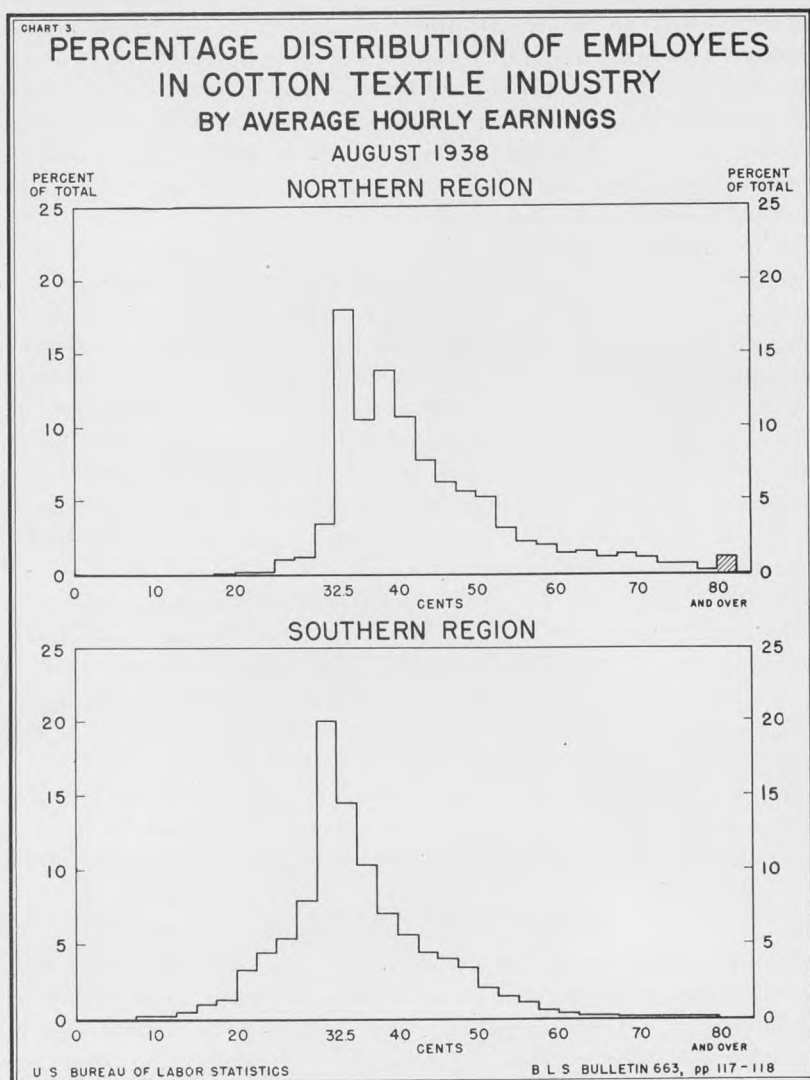 CHART 3.
PERCENTAGE DISTRIBUTION OF EMPLOYEES
IN COTTON TEXTILE INDUSTRY
BY AVERAGE HOURLY EARNINGS
AUGUST 1938
PERCENT
OF TOTAL
NORTHERN REGION
PERCENT
OF TOTAL
25 25
20 20
15 15
10 10
5 5
0 0
0 10 20 32.5 40 50 60 70 80
CENTS
AND OVER
SOUTHERN REGION
25 25
20 20
15 15
10 10
5 5
0 0
0 10 20 32.5 40 50 60 70 80
CENTS
AND OVER
U S BUREAU OF LABOR STATISTICS
B L S BULLETIN 663, pp 117-118